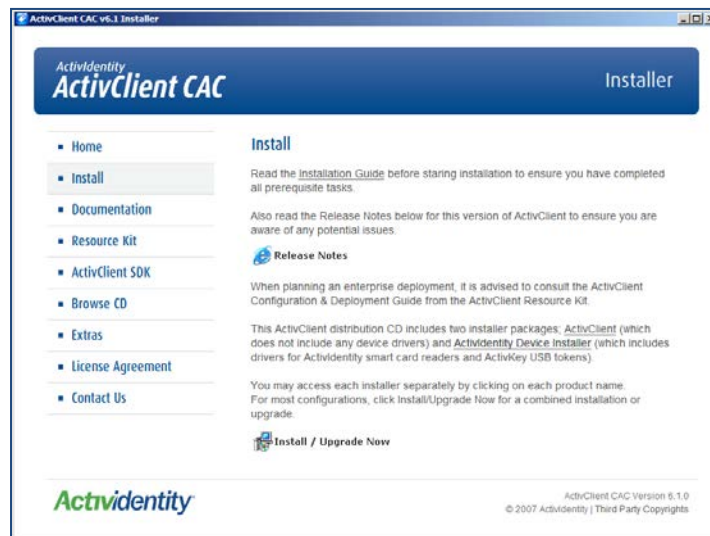 ActivClient CAC v6.1 Installer
ActivIdentity
ActivClient CAC
Installer
Home
Install
Documentation
Resource Kit
ActivClient SDK
Browse CD
Extras
License Agreement
Contact Us
Install
Read the Installation Guide before staring installation to ensure you have completed
all prerequisite tasks.
Also read the Release Notes below for this version of ActivClient to ensure you are
aware of any potential issues.
Release Notes
When planning an enterprise deployment, it is advised to consult the ActivClient
Configuration & Deployment Guide from the ActivClient Resource Kit.
This ActivClient distribution CD includes two installer packages; ActivClient (which
does not include any device drivers) and ActivIdentity Device Installer (which includes
drivers for ActivIdentity smart card readers and ActivKey USB tokens).
You may access each installer separately by clicking on each product name.
For most configurations, click Install/Upgrade Now for a combined installation or
upgrade.
Install / Upgrade Now
ActivIdentity
ActivClient CAC Version 6.1.0
© 2007 ActivIdentity | Third Party Copyrights